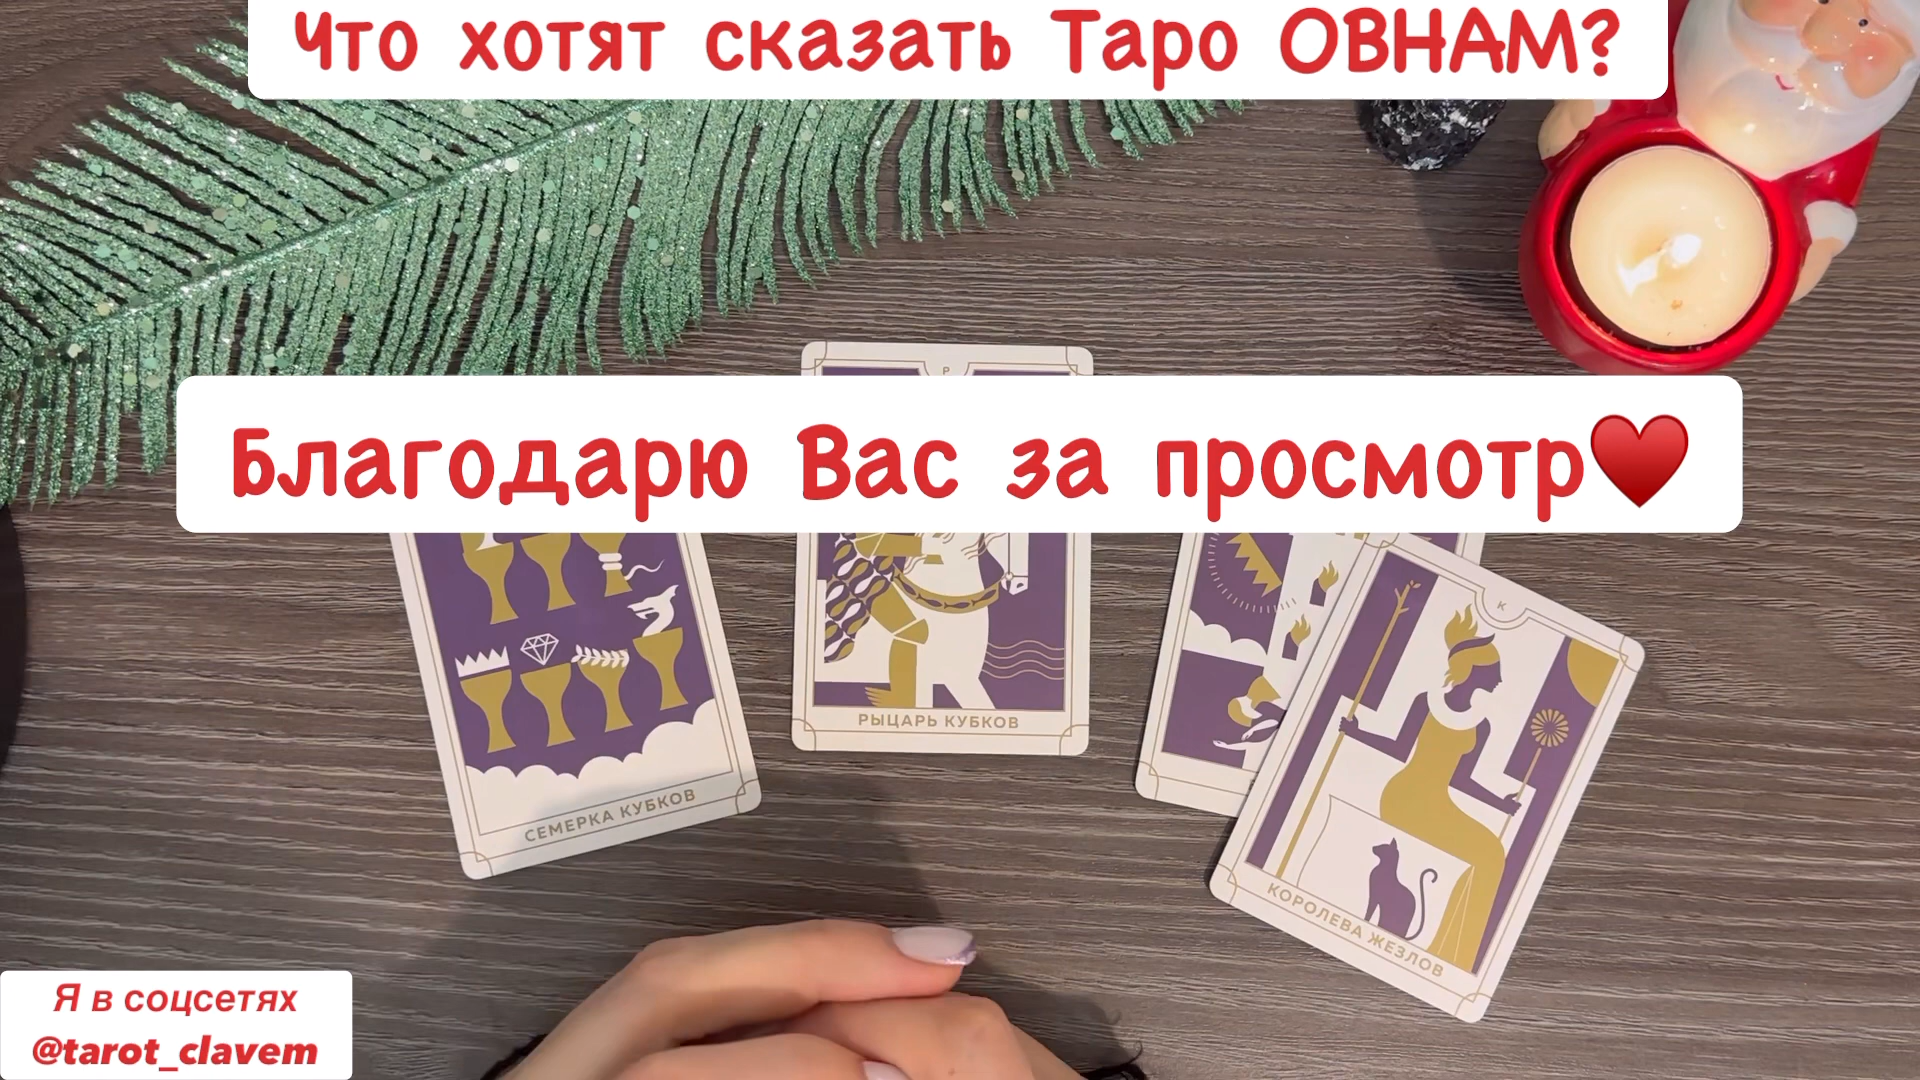 Что хотят сказать Таро ОВНАМ?
Р
Благодарю Вас за просмотр♥
РЫЦАРЬ КУБКОВ
К
СЕМЕРКА КУБКОВ
КОРОЛЕВА ЖЕЗЛОВ
Я в соцсетях
@tarot_clavem